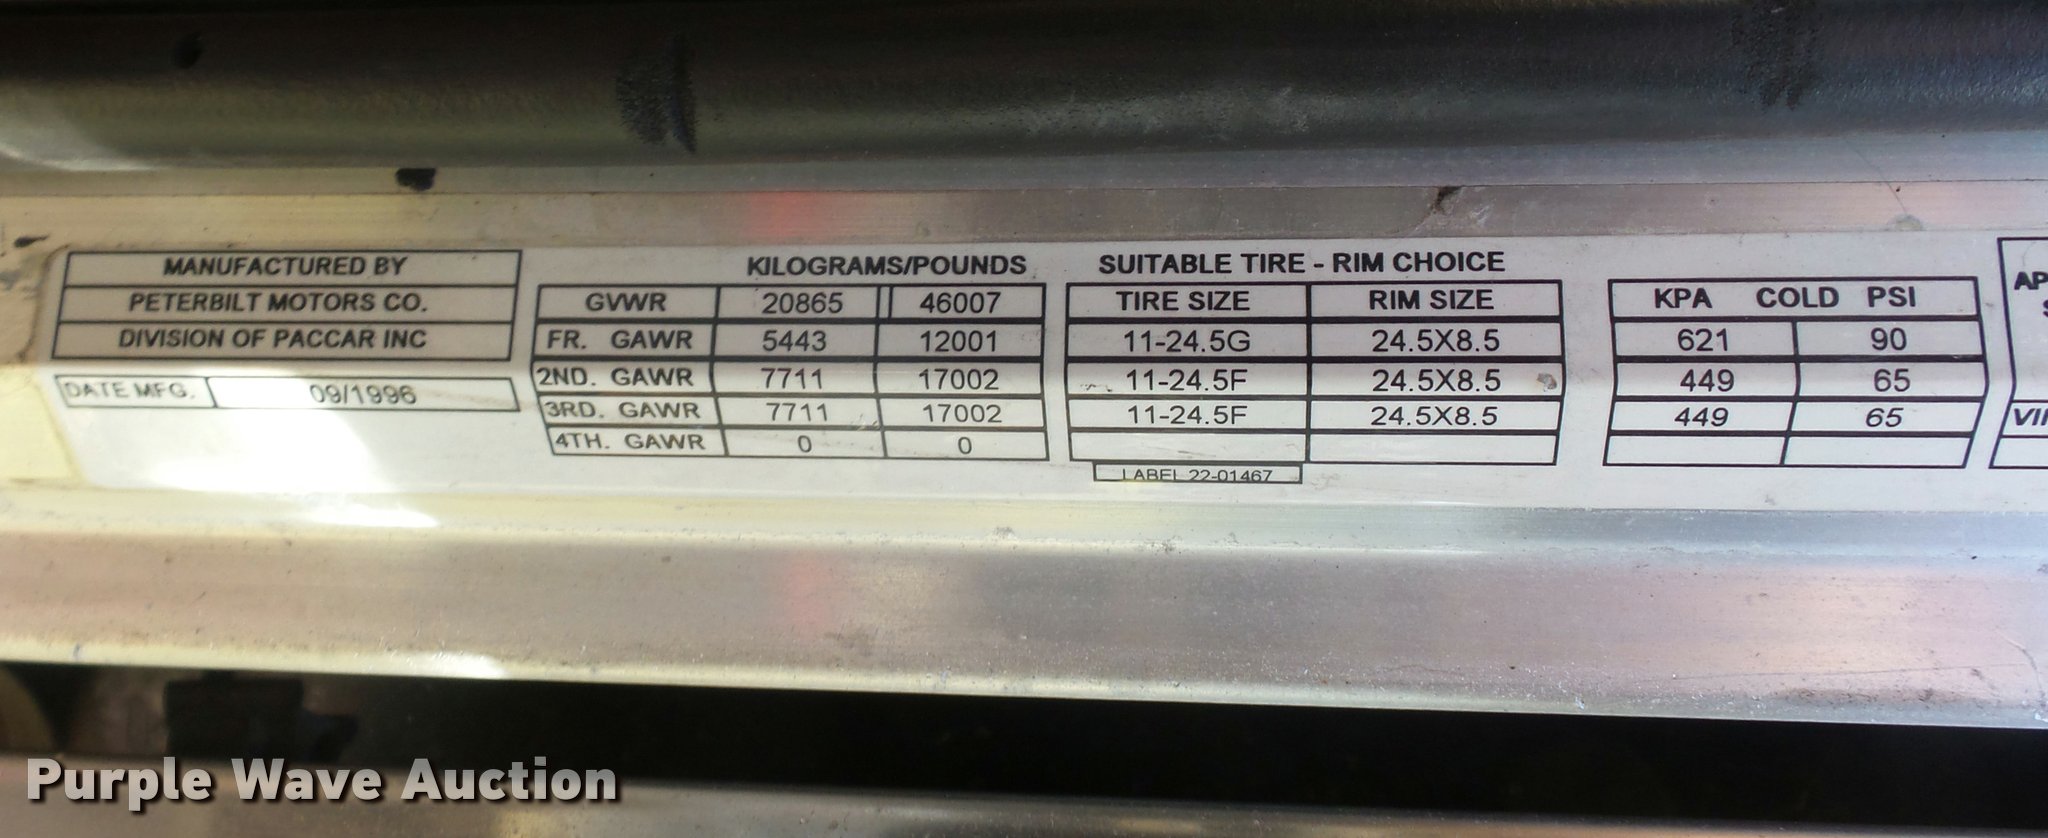 MANUFACTURED BY
PETERBILT MOTORS CO.
DIVISION OF PACCAR INC
DATE MFG. 09/1996
KILOGRAMS/POUNDS
GVWR 20865 46007
FR. GAWR 5443 12001
2ND. GAWR 7711 17002
3RD. GAWR 7711 17002
4TH. GAWR 0 0
SUITABLE TIRE - RIM CHOICE
TIRE SIZE RIM SIZE
11-24.5G 24.5X8.5
11-24.5F 24.5X8.5
11-24.5F 24.5X8.5
LABEL 22-01467
KPA COLD PSI
621 90
449 65
449 65
Purple Wave Auction